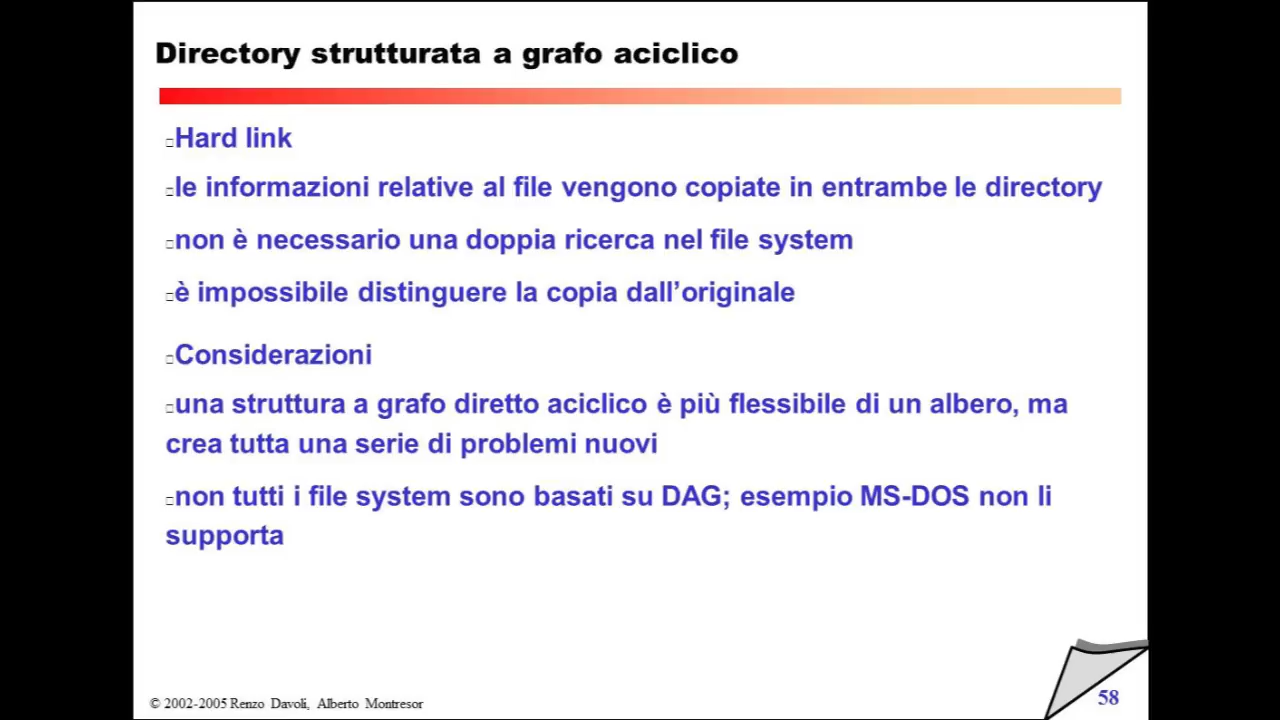 Directory strutturata a grafo aciclico
□Hard link
□le informazioni relative al file vengono copiate in entrambe le directory
□non è necessario una doppia ricerca nel file system
□è impossibile distinguere la copia dall’originale
□Considerazioni
□una struttura a grafo diretto aciclico è più flessibile di un albero, ma
crea tutta una serie di problemi nuovi
□non tutti i file system sono basati su DAG; esempio MS-DOS non li
supporta
© 2002-2005 Renzo Davoli, Alberto Montresor
58